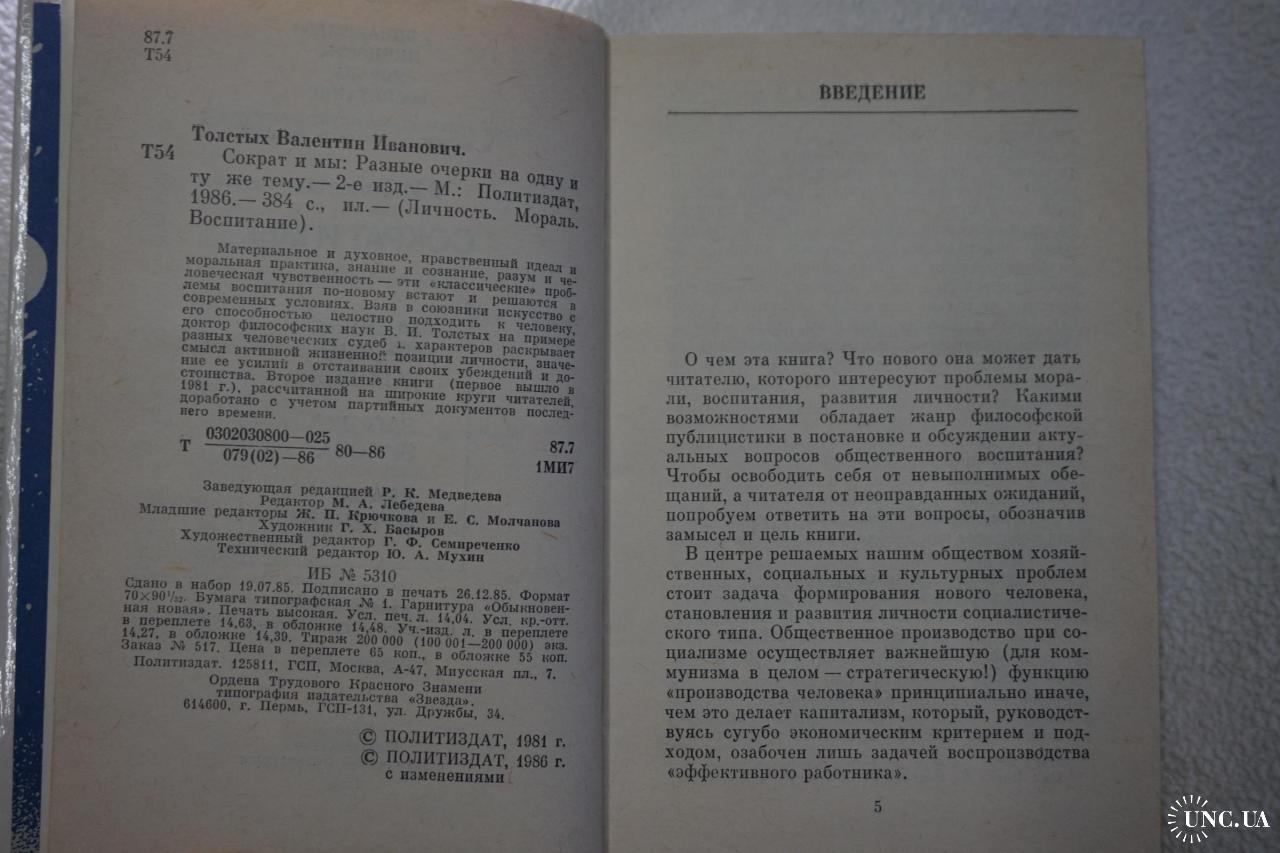 87.7
Т54
Толстых Валентин Иванович.
Т54 Сократ и мы: Разные очерки на одну и
ту же тему.— 2-е изд.— М.: Политиздат,
1986.— 384 с., ил.— (Личность. Мораль.
Воспитание).
Материальное и духовное, нравственный идеал и
моральная практика, знание и сознание, разум и че-
ловеческая чувственность — эти «классические» проб-
лемы воспитания по-новому встают и решаются в
современных условиях. Взяв в союзники искусство с
его способностью целостно подходить к человеку,
доктор философских наук В. И. Толстых на примере
разных человеческих судеб и характеров раскрывает
смысл активной жизненной позиции личности, значе-
ние ее усилий в отстаивании своих убеждений и до-
стоинства. Второе издание книги (первое вышло в
1981 г.), рассчитанной на широкие круги читателей,
доработано с учетом партийных документов послед-
него времени.
Т 0302030800—025 87.7
079(02)—86 80—86
1МИ7
Заведующая редакцией Р. К. Медведева
Редактор М. А. Лебедева
Младшие редакторы Ж. П. Крючкова и Е. С. Молчанова
Художник Г. Х. Басыров
Художественный редактор Г. Ф. Семиреченко
Технический редактор Ю. А. Мухин
ИБ № 5310
Сдано в набор 19.07.85. Подписано в печать 26.12.85. Формат
70×90 1/32. Бумага типографская № 1. Гарнитура «Обыкновен-
ная новая». Печать высокая. Усл. печ. л. 14,04. Усл. кр.-отт.
в переплете 14,63, в обложке 14,48. Уч.-изд. л. в переплете
14,27, в обложке 14,39. Тираж 200 000 (100 001—200 000) экз.
Заказ № 517. Цена в переплете 65 коп., в обложке 55 коп.
Политиздат. 125811, ГСП, Москва, А-47, Миусская пл., 7.
Ордена Трудового Красного Знамени
типография издательства «Звезда».
614600, г. Пермь, ГСП-131, ул. Дружбы, 34.
© ПОЛИТИЗДАТ, 1981 г.
© ПОЛИТИЗДАТ, 1986 г.
с изменениями
ВВЕДЕНИЕ
О чем эта книга? Что нового она может дать
читателю, которого интересуют проблемы мора-
ли, воспитания, развития личности? Какими
возможностями обладает жанр философской
публицистики в постановке и обсуждении акту-
альных вопросов общественного воспитания?
Чтобы освободить себя от невыполнимых обе-
щаний, а читателя от неоправданных ожиданий,
попробуем ответить на эти вопросы, обозначив
замысел и цель книги.
В центре решаемых нашим обществом хозяй-
ственных, социальных и культурных проблем
стоит задача формирования нового человека,
становления и развития личности социалистиче-
ского типа. Общественное производство при со-
циализме осуществляет важнейшую (для ком-
мунизма в целом — стратегическую!) функцию
«производства человека» принципиально иначе,
чем это делает капитализм, который, руководст-
вуясь сугубо экономическим критерием и под-
ходом, озабочен лишь задачей воспроизводства
«эффективного работника».
5
UNC.UA
UNC.UA